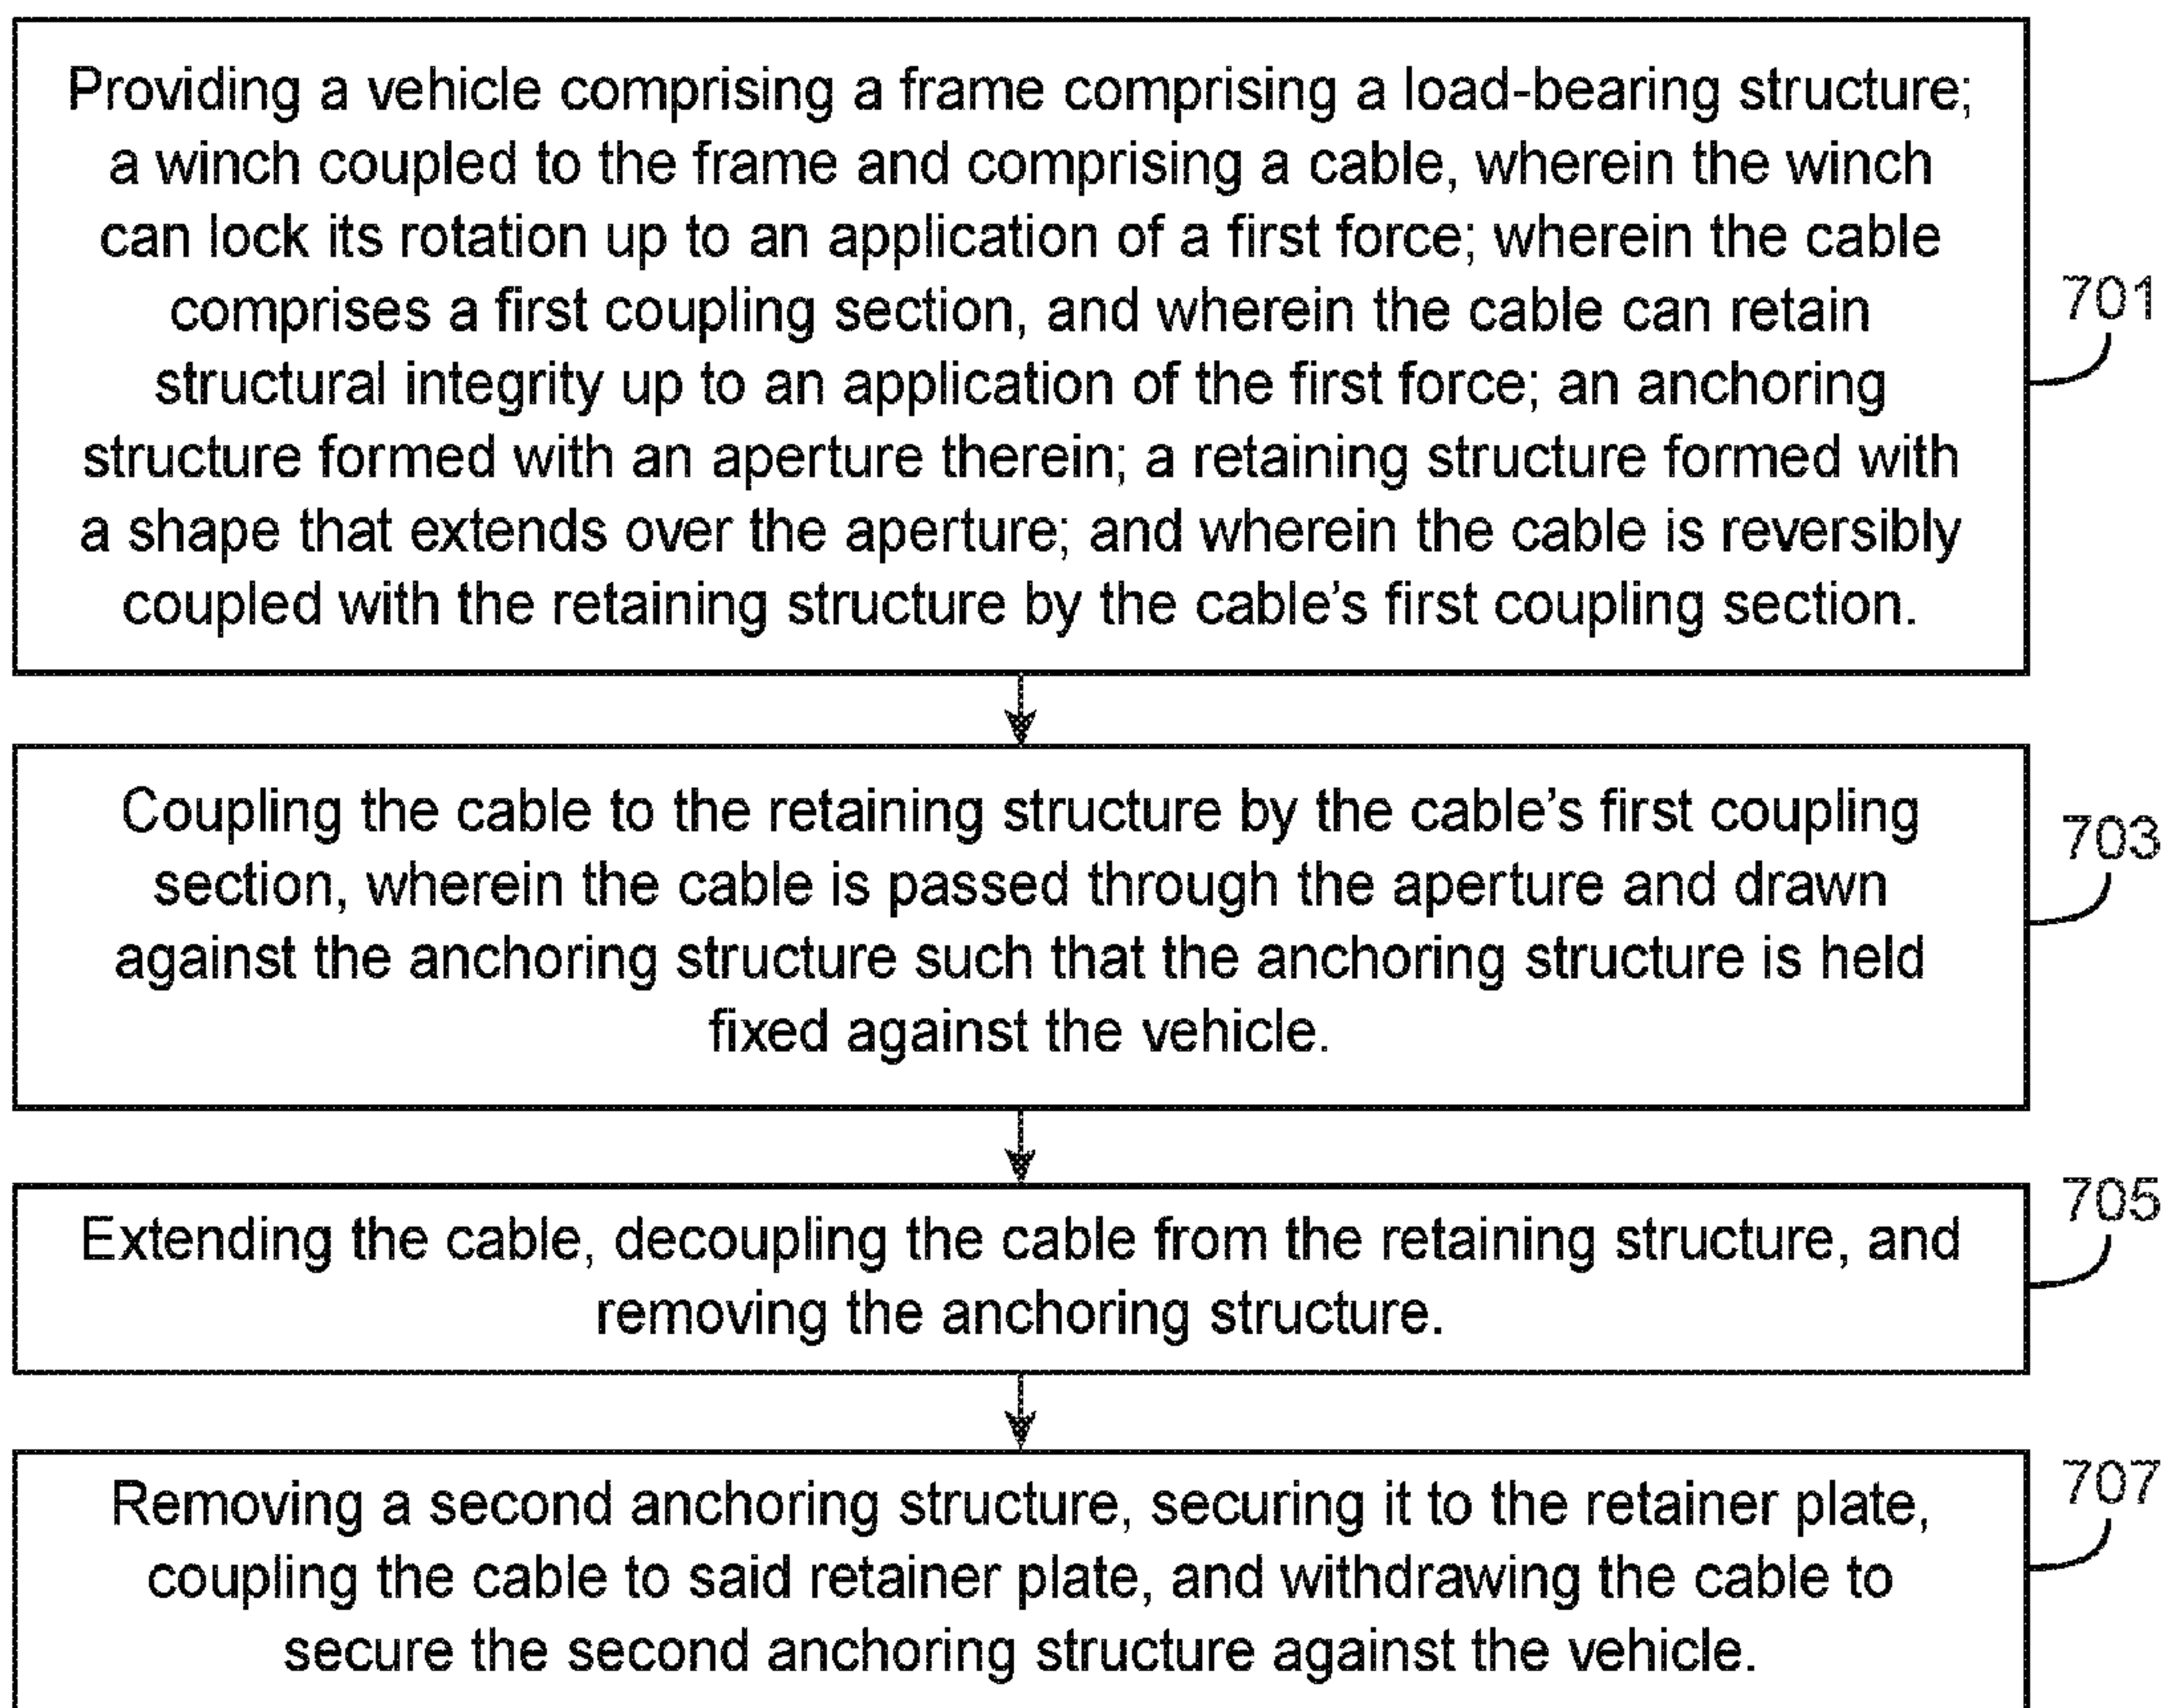 Providing a vehicle comprising a frame comprising a load-bearing structure;
a winch coupled to the frame and comprising a cable, wherein the winch
can lock its rotation up to an application of a first force; wherein the cable
comprises a first coupling section, and wherein the cable can retain
structural integrity up to an application of the first force; an anchoring
structure formed with an aperture therein; a retaining structure formed with
a shape that extends over the aperture; and wherein the cable is reversibly
coupled with the retaining structure by the cable's first coupling section.
701
Coupling the cable to the retaining structure by the cable's first coupling
section, wherein the cable is passed through the aperture and drawn
against the anchoring structure such that the anchoring structure is held
fixed against the vehicle.
703
Extending the cable, decoupling the cable from the retaining structure, and
removing the anchoring structure.
705
Removing a second anchoring structure, securing it to the retainer plate,
coupling the cable to said retainer plate, and withdrawing the cable to
secure the second anchoring structure against the vehicle.
707